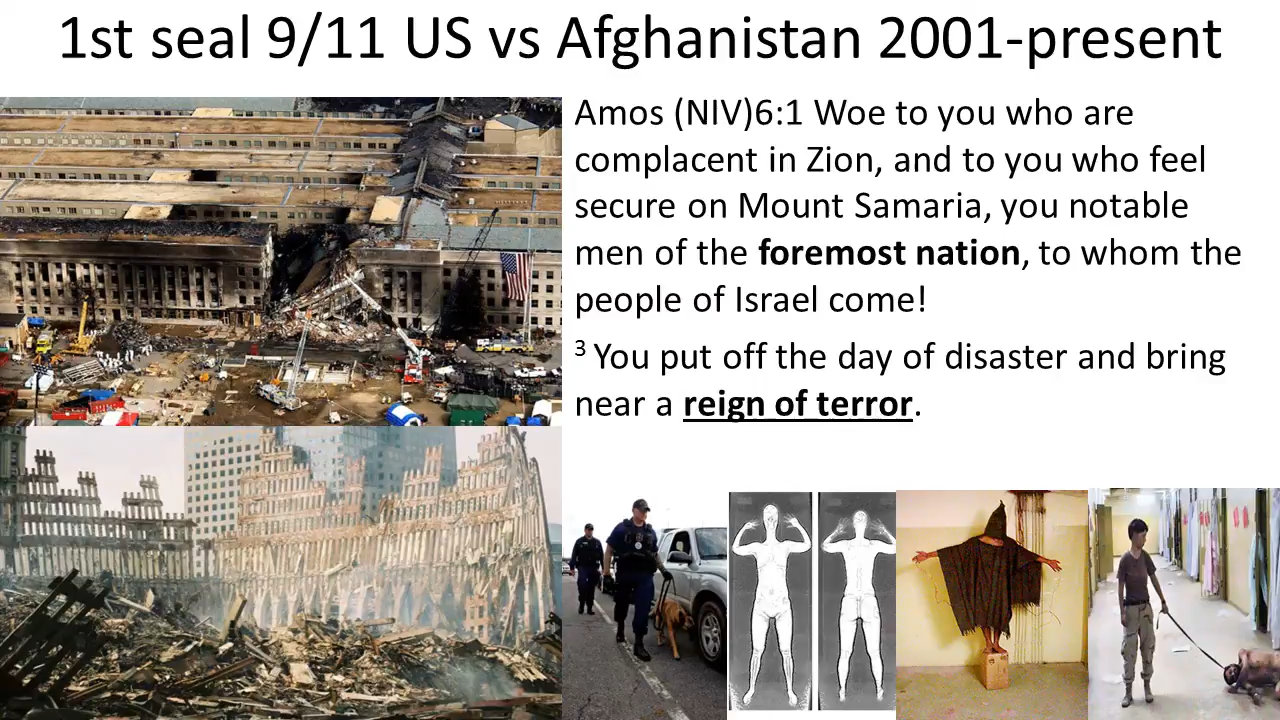 1st seal 9/11 US vs Afghanistan 2001-present
Amos (NIV)6:1 Woe to you who are
complacent in Zion, and to you who feel
secure on Mount Samaria, you notable
men of the foremost nation, to whom the
people of Israel come!
3 You put off the day of disaster and bring
near a reign of terror.